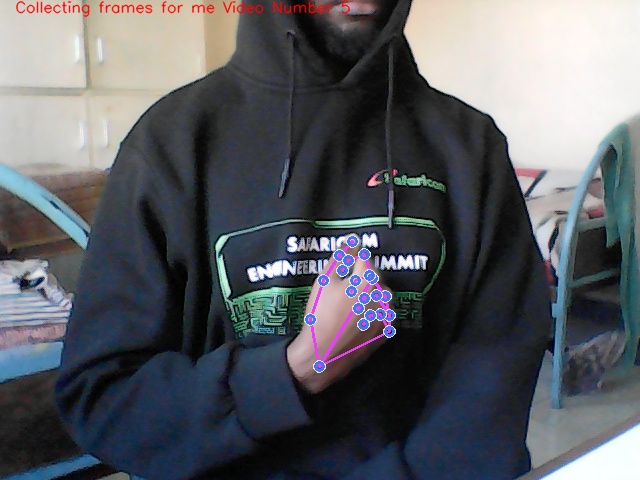 Collecting frames for me Video Number 5
Safaricom
SAFARICOM
ENGINEERING SUMMIT